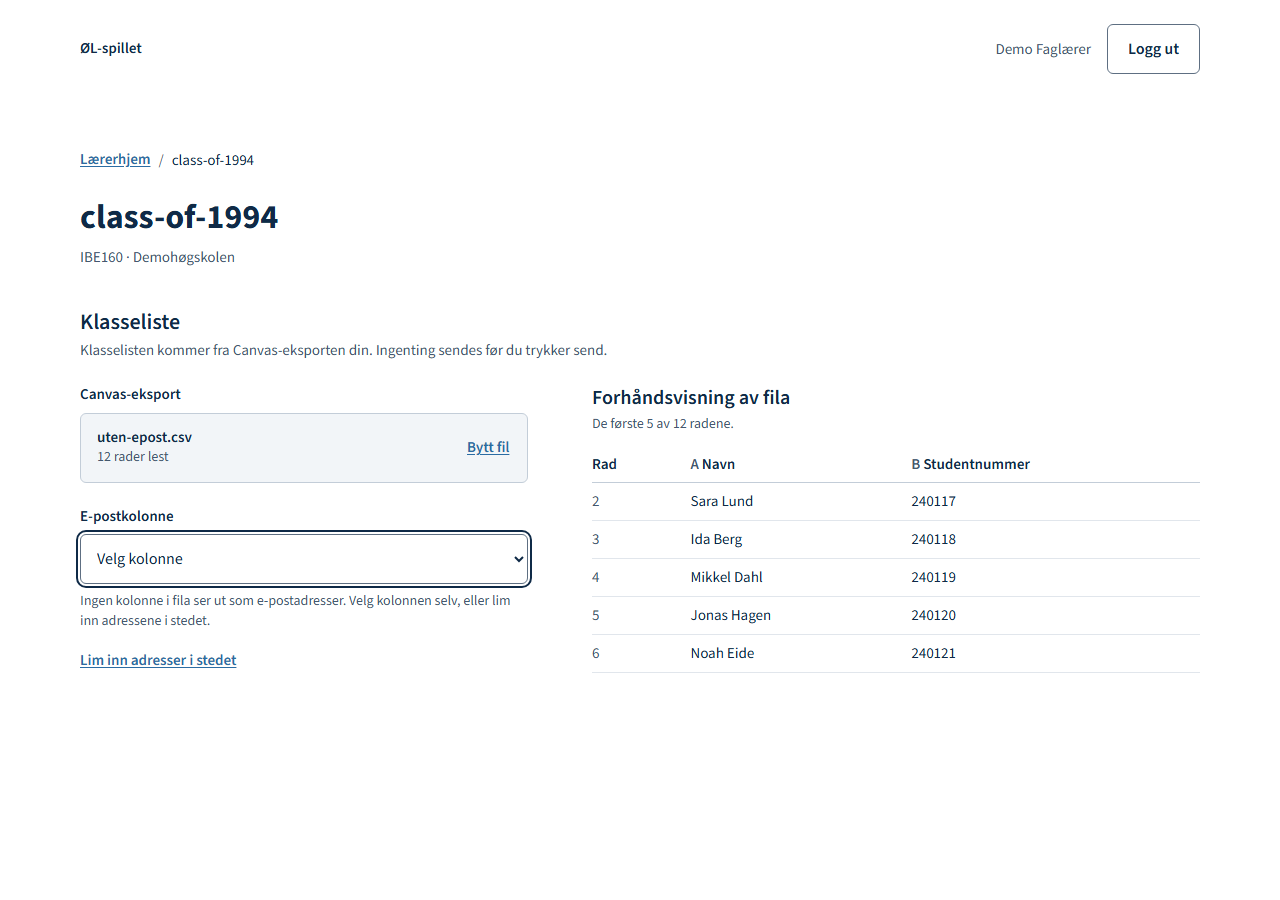 ØL-spillet
Demo Faglærer
Logg ut
Lærerhjem / class-of-1994
class-of-1994
IBE160 · Demohøgskolen
Klasseliste
Klasselisten kommer fra Canvas-eksporten din. Ingenting sendes før du trykker send.
Canvas-eksport
uten-epost.csv
12 rader lest
Bytt fil
E-postkolonne
Velg kolonne
Ingen kolonne i fila ser ut som e-postadresser. Velg kolonnen selv, eller lim
inn adressene i stedet.
Lim inn adresser i stedet
Forhåndsvisning av fila
De første 5 av 12 radene.
Rad A Navn B Studentnummer
2 Sara Lund 240117
3 Ida Berg 240118
4 Mikkel Dahl 240119
5 Jonas Hagen 240120
6 Noah Eide 240121